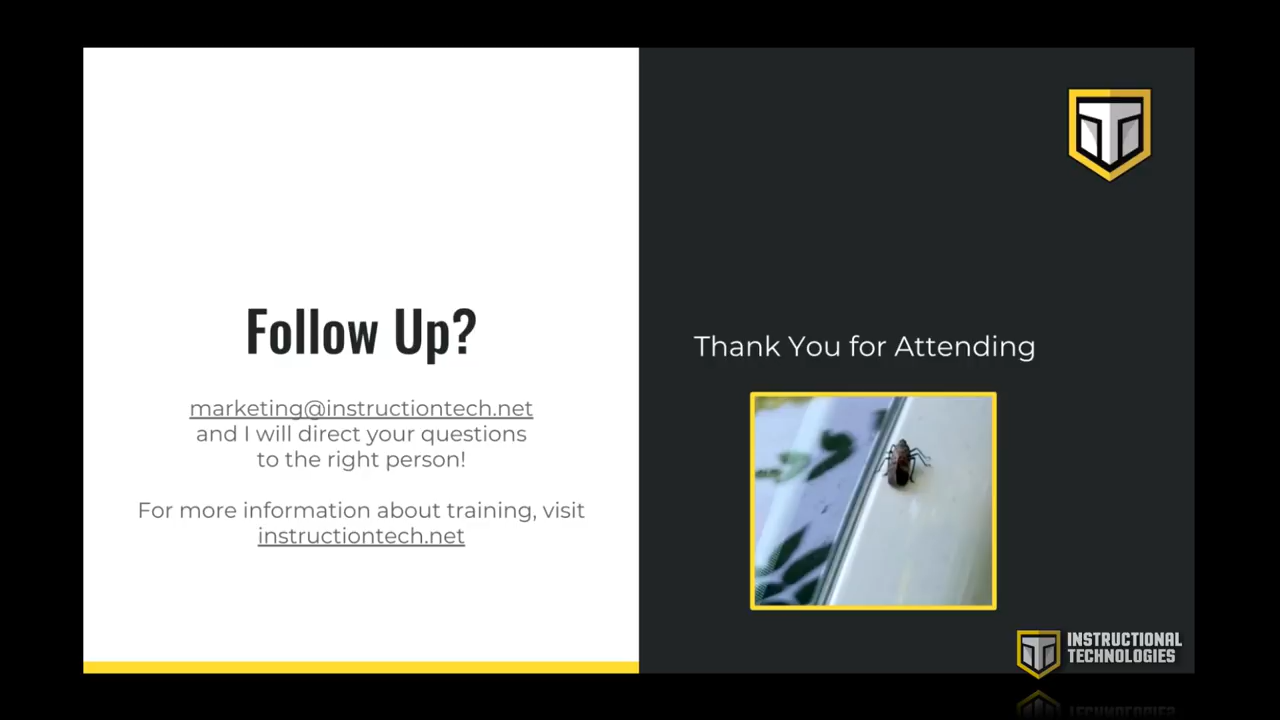 Follow Up?
marketing@instructiontech.net
and I will direct your questions
to the right person!
For more information about training, visit
instructiontech.net
Thank You for Attending
INSTRUCTIONAL
TECHNOLOGIES